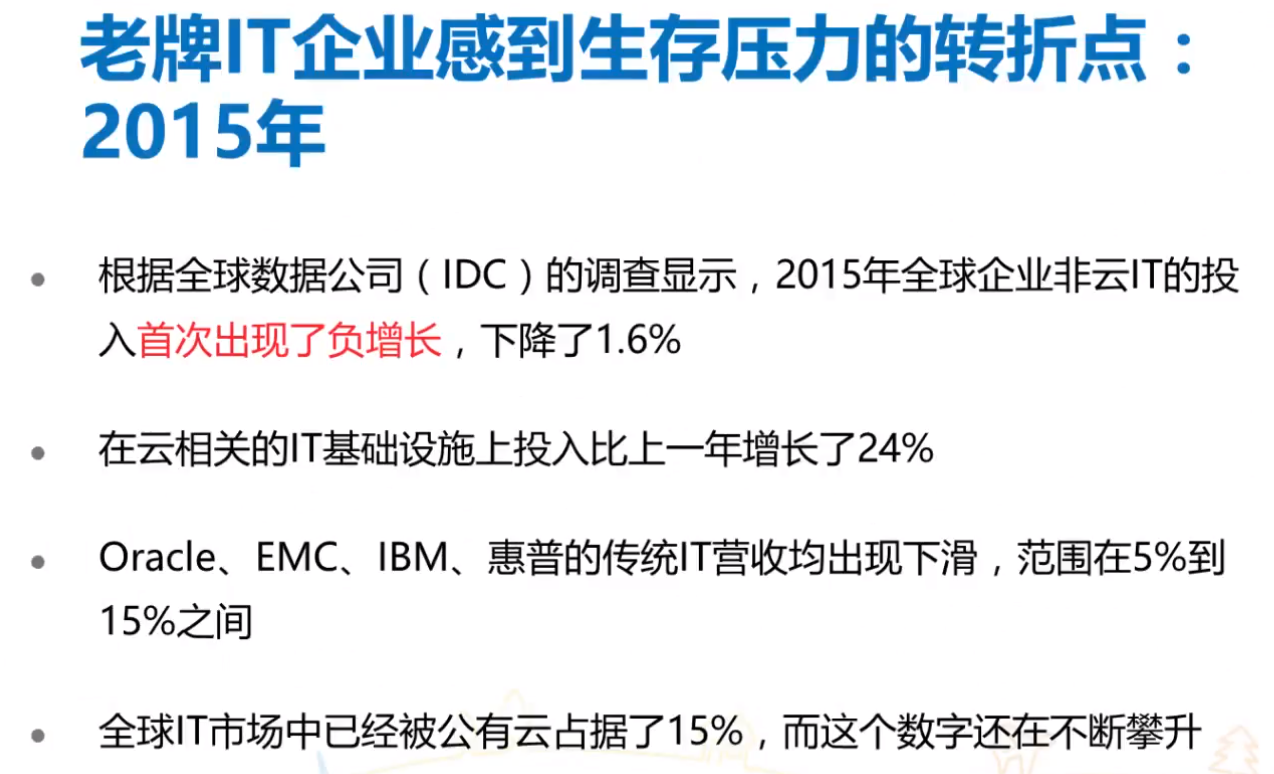 老牌IT企业感到生存压力的转折点：
2015年
• 根据全球数据公司（IDC）的调查显示，2015年全球企业非云IT的投
入首次出现了负增长，下降了1.6%
• 在云相关的IT基础设施上投入比上一年增长了24%
• Oracle、EMC、IBM、惠普的传统IT营收均出现下滑，范围在5%到
15%之间
• 全球IT市场中已经被公有云占据了15%，而这个数字还在不断攀升